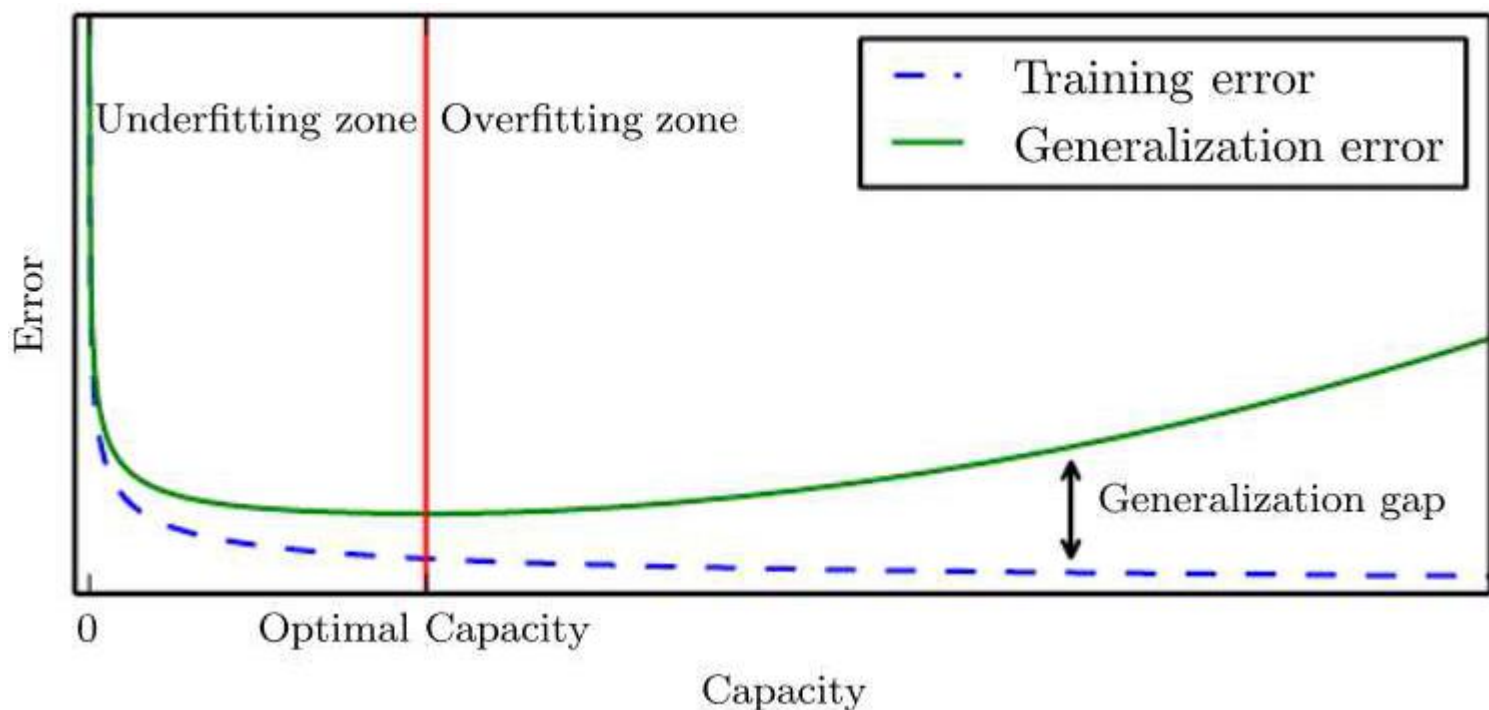 Training error
Generalization error
Underfitting zone
Overfitting zone
Error
Generalization gap
0
Optimal Capacity
Capacity